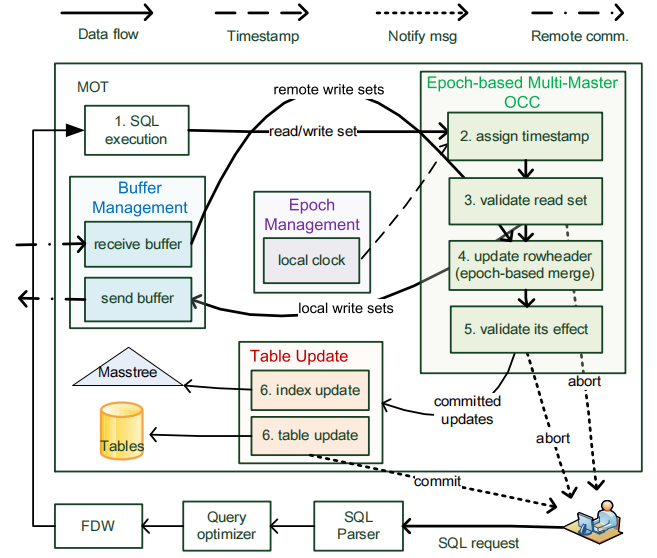 Data flow
Timestamp
Notify msg
Remote comm.
MOT
remote write sets
Epoch-based Multi-Master
OCC
1. SQL
execution
read/write set
2. assign timestamp
Buffer
Management
Epoch
Management
3. validate read set
receive buffer
local clock
4. update rowheader
(epoch-based merge)
send buffer
local write sets
5. validate its effect
Table Update
Masstree
6. index update
abort
committed
updates
Tables
6. table update
abort
commit
FDW
Query
optimizer
SQL
Parser
SQL request